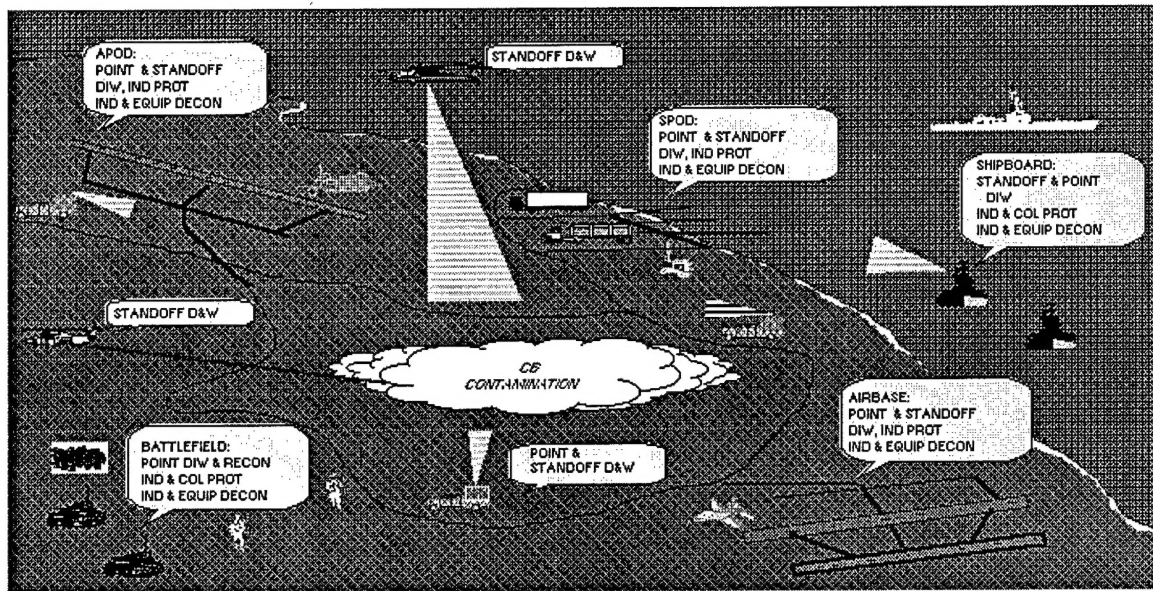 APOD:
POINT & STANDOFF
DIW, IND PROT
IND & EQUIP DECON
STANDOFF D&W
SPOD:
POINT & STANDOFF
DIW, IND PROT
IND & EQUIP DECON
SHIPBOARD:
STANDOFF & POINT
DIW
IND & COL PROT
IND & EQUIP DECON
STANDOFF D&W
CB
CONTAMINATION
AIRBASE:
POINT & STANDOFF
DIW, IND PROT
IND & EQUIP DECON
BATTLEFIELD:
POINT DIW & RECON
IND & COL PROT
IND & EQUIP DECON
POINT &
STANDOFF D&W